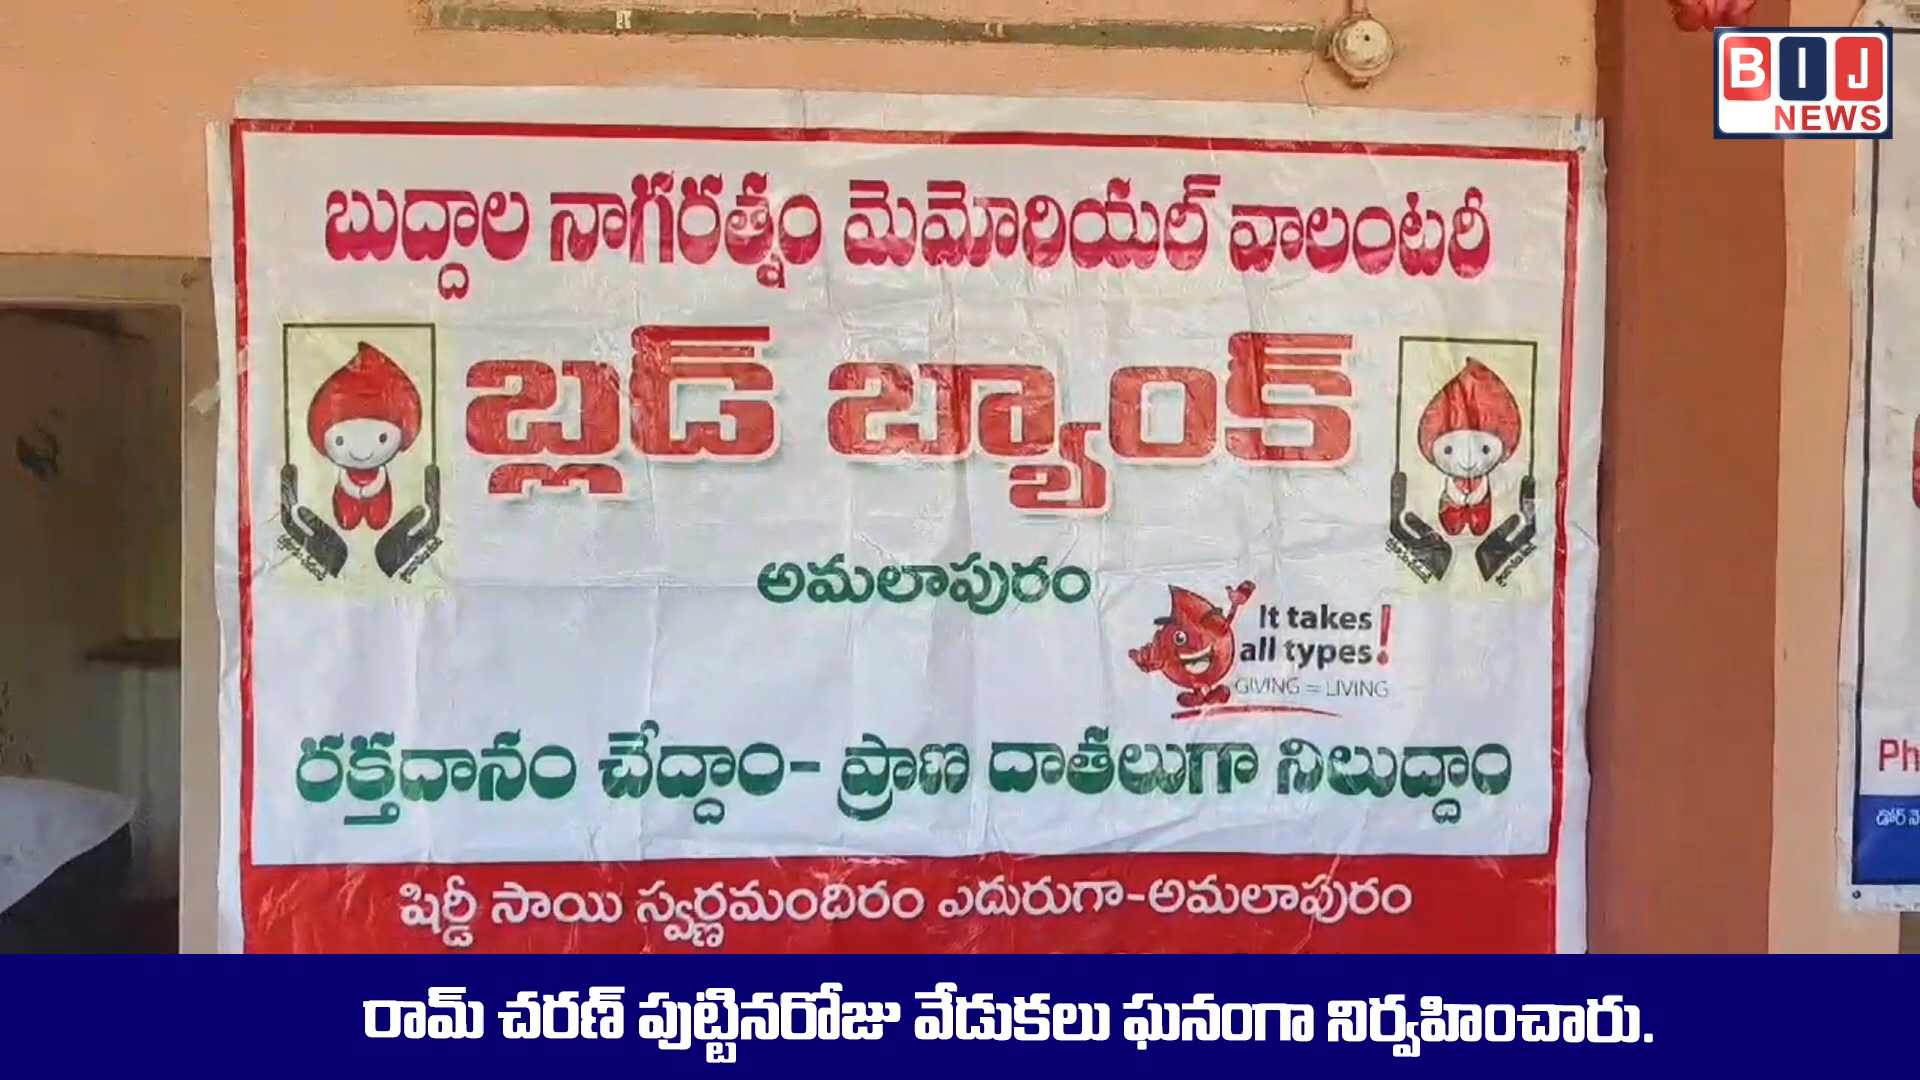 BIJ
NEWS
బుద్దాల నాగరత్నం మెమోరియల్ వాలంటరీ
బ్లడ్ బ్యాంక్
అమలాపురం
It takes
all types!
GIVING = LIVING
రక్తదానం చేద్దాం- ప్రాణ దాతలుగా నిలుద్దాం
షిర్డీ సాయి స్వర్ణమందిరం ఎదురుగా-అమలాపురం
Ph
డోర్ నె
రామ్ చరణ్ పుట్టినరోజు వేడుకలు ఘనంగా నిర్వహించారు.